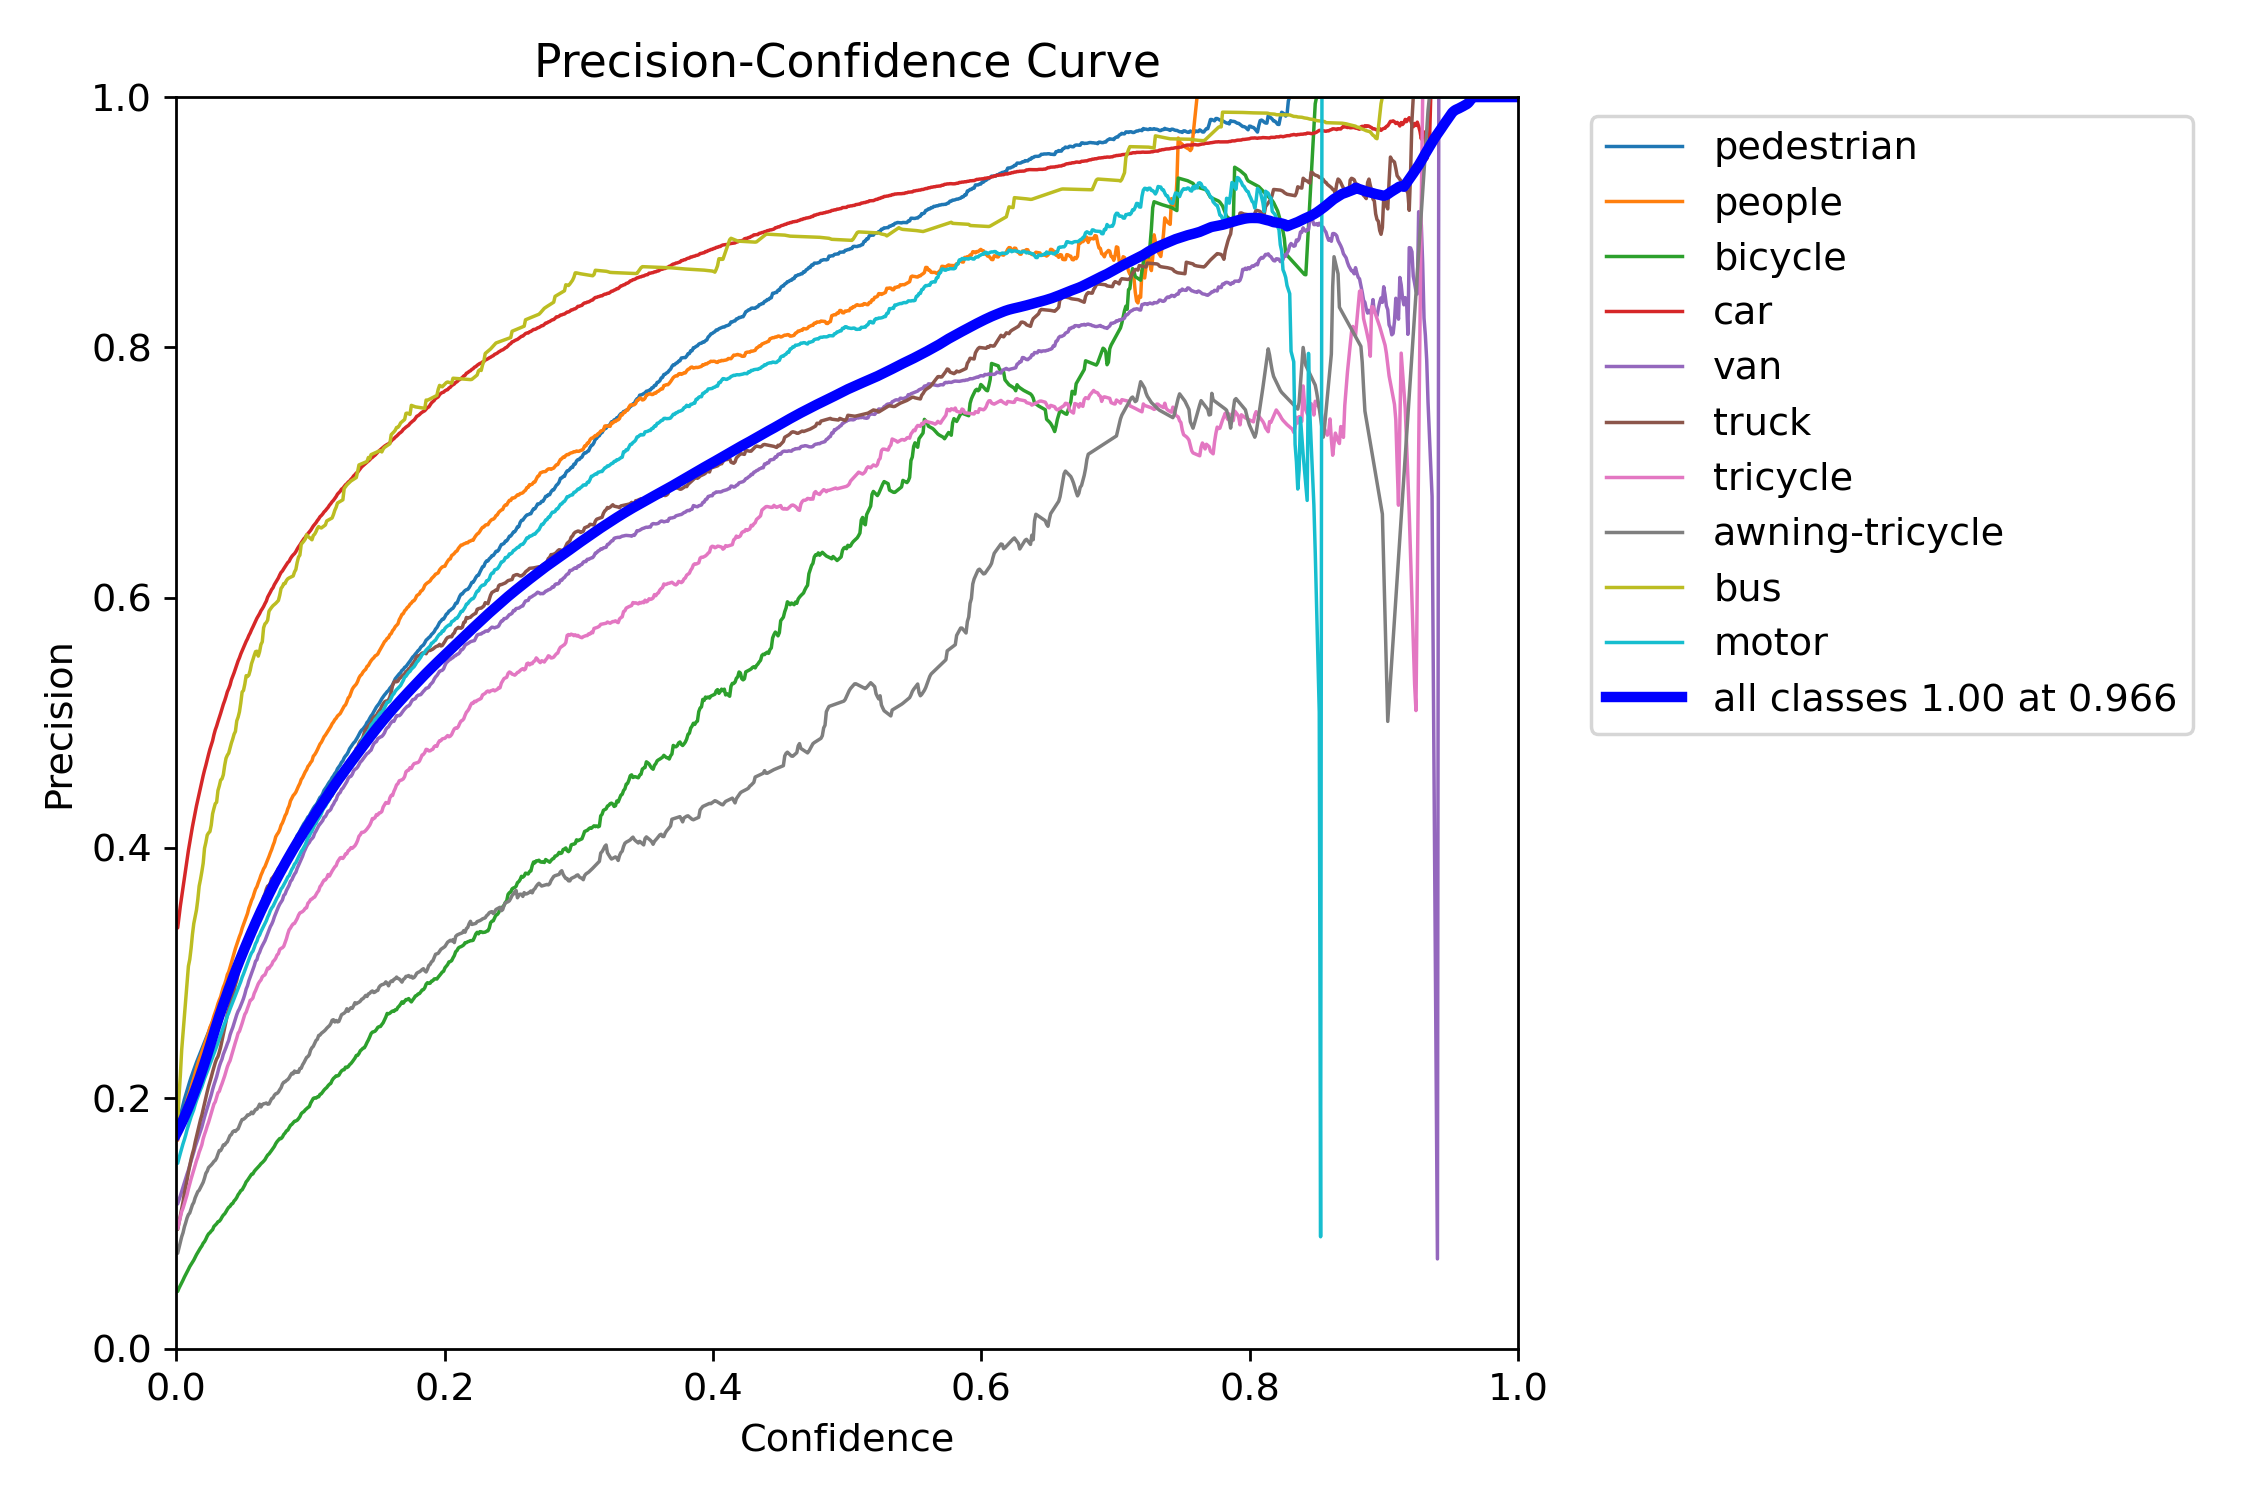 Precision-Confidence Curve
1.0
0.8
0.6
0.4
0.2
0.0
Precision
0.0 0.2 0.4 0.6 0.8 1.0
Confidence
pedestrian
people
bicycle
car
van
truck
tricycle
awning-tricycle
bus
motor
all classes 1.00 at 0.966